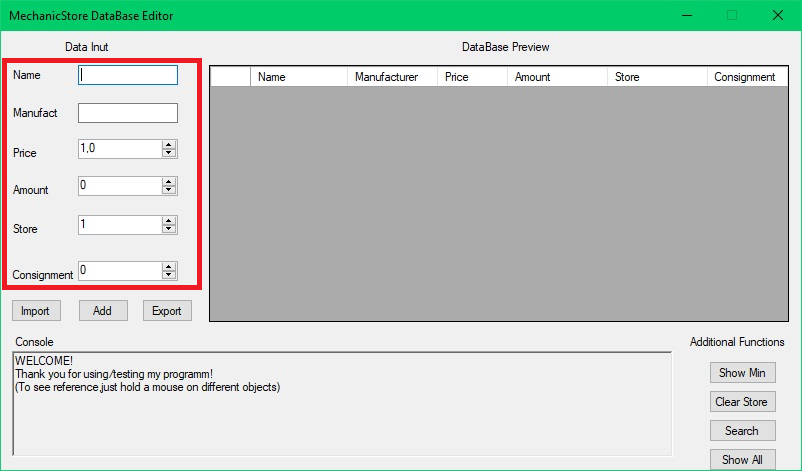 MechanicStore DataBase Editor
Data Inut
DataBase Preview
Name
Manufact
Price 1,0
Amount 0
Store 1
Consignment 0
Name Manufacturer Price Amount Store Consignment
Import Add Export
Console
WELCOME!
Thank you for using/testing my programm!
(To see reference,just hold a mouse on different objects)
Additional Functions
Show Min
Clear Store
Search
Show All